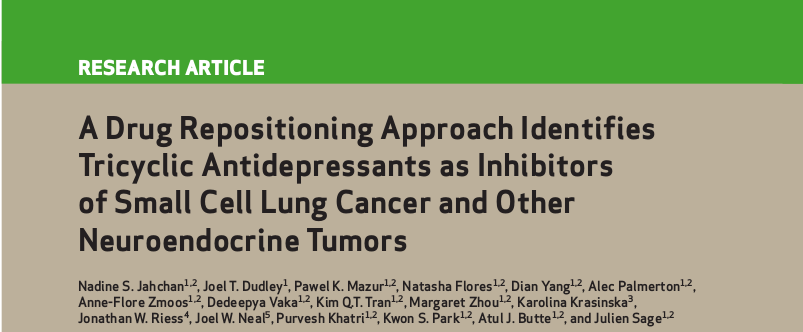 RESEARCH ARTICLE
A Drug Repositioning Approach Identifies
Tricyclic Antidepressants as Inhibitors
of Small Cell Lung Cancer and Other
Neuroendocrine Tumors
Nadine S. Jahchan1,2, Joel T. Dudley1, Pawel K. Mazur1,2, Natasha Flores1,2, Dian Yang1,2, Alec Palmerton1,2,
Anne-Flore Zmoos1,2, Dedeepya Vaka1,2, Kim Q.T. Tran1,2, Margaret Zhou1,2, Karolina Krasinska3,
Jonathan W. Riess4, Joel W. Neal5, Purvesh Khatri1,2, Kwon S. Park1,2, Atul J. Butte1,2, and Julien Sage1,2